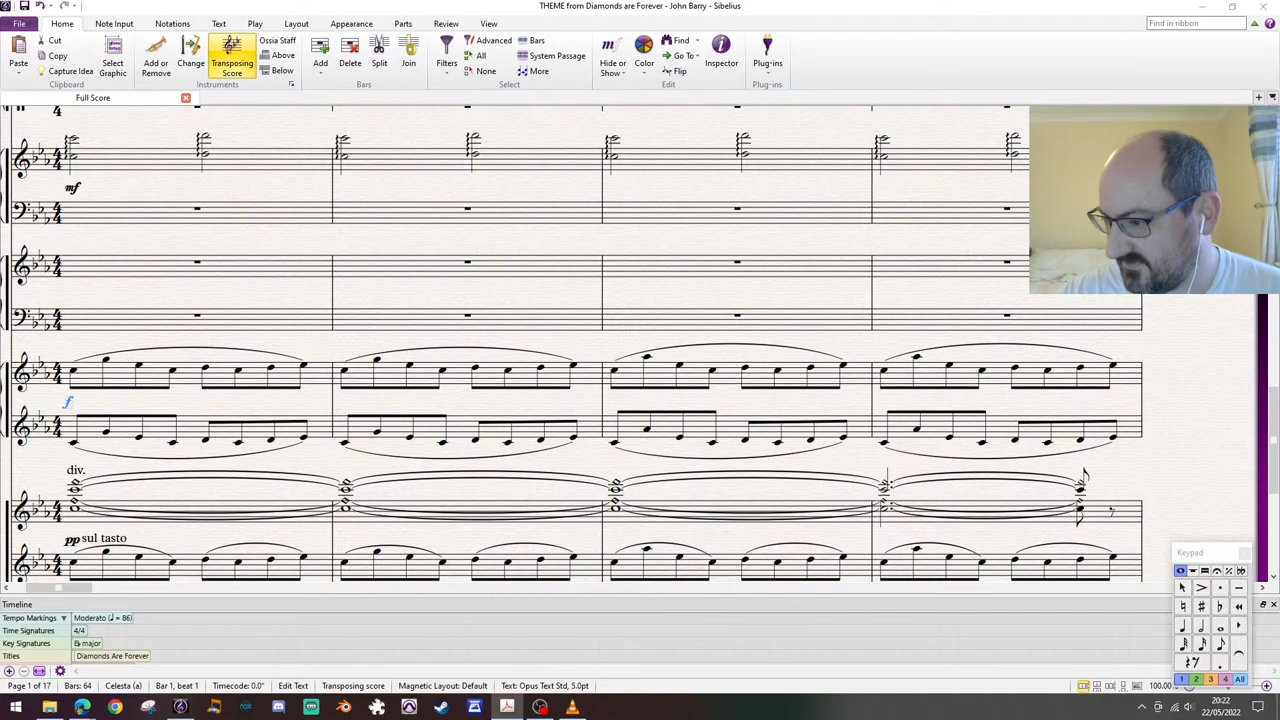 THEME from Diamonds are Forever - John Barry - Sibelius
File Home Note Input Notations Text Play Layout Appearance Parts Review View Find in ribbon
Paste Cut Copy Capture Idea Select Graphic Add or Remove Change Transposing Score Ossia Staff Above Below Add Delete Split Join Filters Advanced All None Bars System Passage More Hide or Show Color Find Go To Flip Inspector Plug-ins
Clipboard Instruments Bars Select Edit Plug-ins
Full Score
mf
f
div.
pp sul tasto
Keypad
1 2 3 4 All
Timeline
Tempo Markings Moderato (♩ = 86)
Time Signatures 4/4
Key Signatures E♭ major
Titles Diamonds Are Forever
Page 1 of 17 Bars: 64 Celesta (a) Bar 1, beat 1 Timecode: 0.0" Edit Text Transposing score Magnetic Layout: Default Text: Opus Text Std, 5.0pt 100.00
20:22
22/05/2022